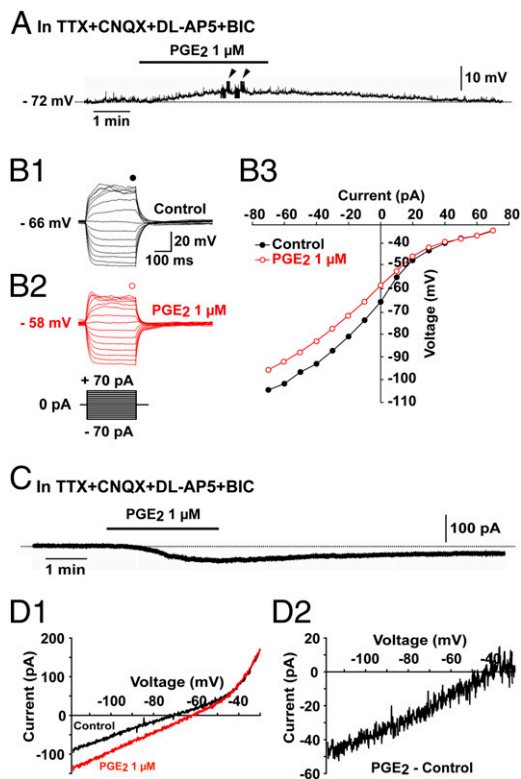 A In TTX+CNQX+DL-AP5+BIC
PGE2 1 µM
10 mV
- 72 mV
1 min
B1
Control
- 66 mV
20 mV
100 ms
B2
PGE2 1 µM
- 58 mV
+ 70 pA
0 pA
- 70 pA
B3
Current (pA)
-80 -60 -40 -20 0 20 40 60 80
Control
PGE2 1 µM
-40
-50
-60
-70
-80
-90
-100
-110
Voltage (mV)
C In TTX+CNQX+DL-AP5+BIC
PGE2 1 µM
100 pA
1 min
D1
200
150
100
50
0
-100
Current (pA)
Voltage (mV)
-100 -80 -60 -40
Control
PGE2 1 µM
D2
Voltage (mV)
-100 -80 -60 -40
20
0
-20
-40
-60
Current (pA)
PGE2 - Control